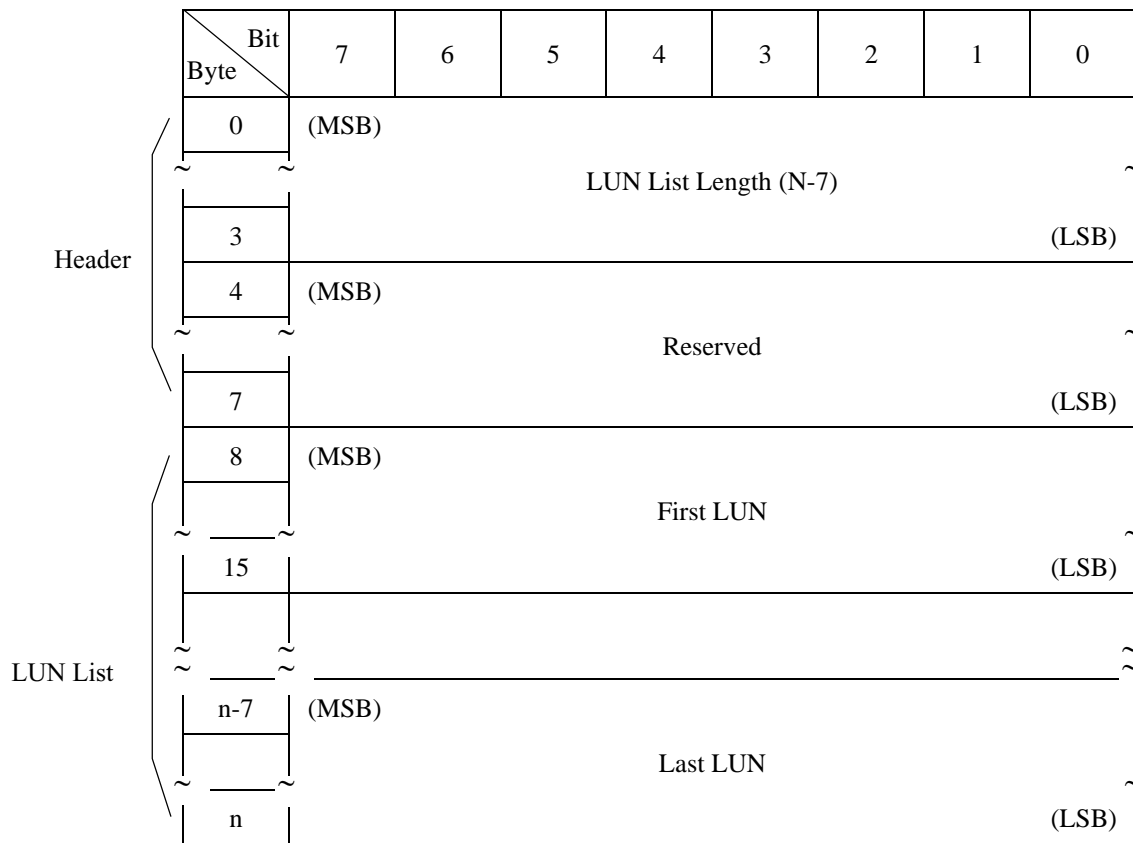 Bit
Byte 7 6 5 4 3 2 1 0
0 (MSB)
~ ~ LUN List Length (N-7) ~
3 (LSB)
Header
4 (MSB)
~ ~ Reserved ~
7 (LSB)
8 (MSB)
First LUN
~ ~ ~
15 (LSB)
~ ~ ~
~ ~ ~
LUN List
n-7 (MSB)
Last LUN
~ ~ ~
n (LSB)